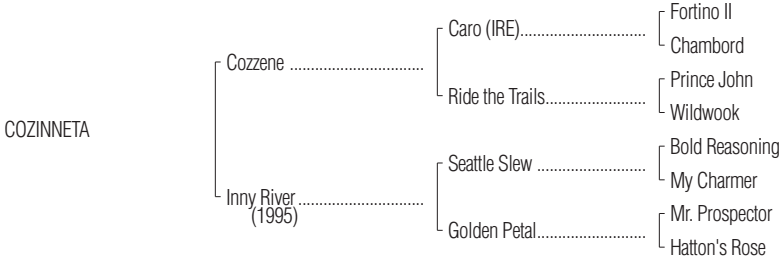 Fortino II
Caro (IRE)..............................
Chambord
Cozzene ................................
Prince John
Ride the Trails........................
Wildwook
COZINNETA
Bold Reasoning
Seattle Slew ..........................
My Charmer
Inny River..............................
(1995)
Mr. Prospector
Golden Petal..........................
Hatton's Rose